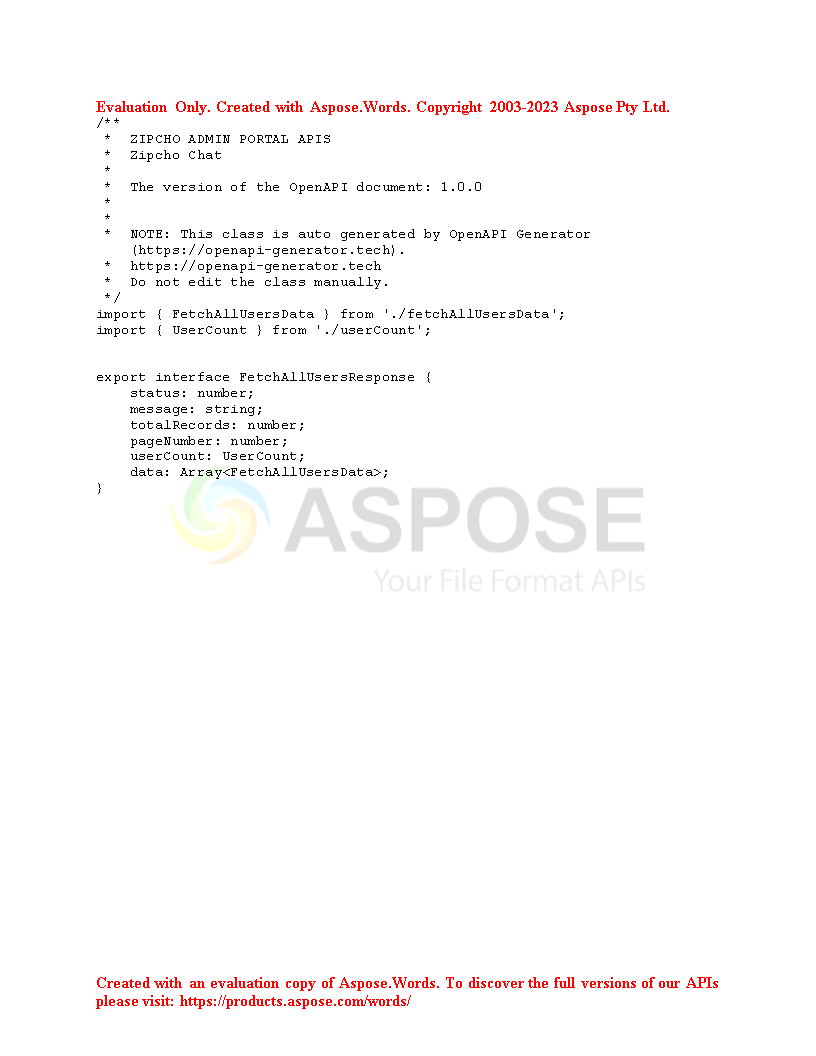 Evaluation Only. Created with Aspose.Words. Copyright 2003-2023 Aspose Pty Ltd.
/**
 * ZIPCHO ADMIN PORTAL APIS
 * Zipcho Chat
 *
 * The version of the OpenAPI document: 1.0.0
 *
 *
 * NOTE: This class is auto generated by OpenAPI Generator
(https://openapi-generator.tech).
 * https://openapi-generator.tech
 * Do not edit the class manually.
 */
import { FetchAllUsersData } from './fetchAllUsersData';
import { UserCount } from './userCount';
export interface FetchAllUsersResponse {
    status: number;
    message: string;
    totalRecords: number;
    pageNumber: number;
    userCount: UserCount;
    data: Array<FetchAllUsersData>;
}
ASPOSE
Your File Format APIs
Created with an evaluation copy of Aspose.Words. To discover the full versions of our APIs
please visit: https://products.aspose.com/words/